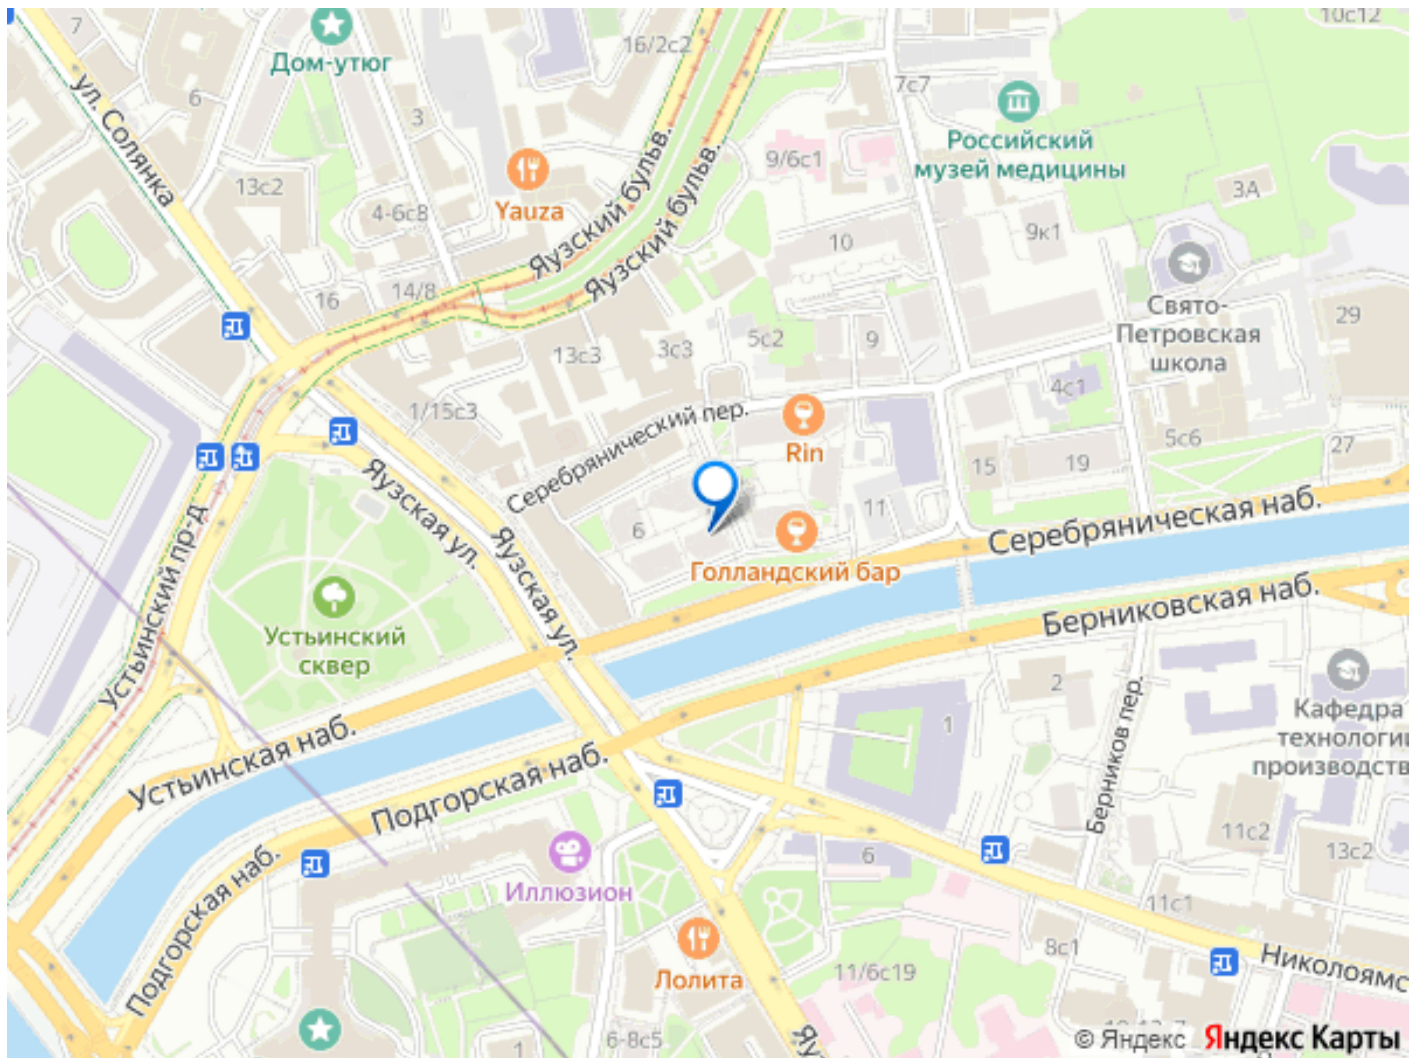 7
10с12
16/2с2
Дом-утюг
7с7
6
ул. Солянка
3
Российский
музей медицины
9/6с1
13с2
3А
Яузский бульв.
Яузский бульв.
4-6с8
Yauza
9к1
10
14/8
16
Свято-
Петровская
школа
29
5с2
9
13с3
3с3
4с1
1/15с3
Серебрянический пер.
Rin
5с6
27
15
19
Яузская ул.
Яузская ул.
11
6
Серебряническая наб.
Устьинский пр-д
Голландский бар
Берниковская наб.
Устьинский
сквер
2
Кафедра
технологи
производств
1
Устьинская наб.
Подгорская наб.
Берников пер.
11с2
13с2
6
Иллюзион
Подгорская наб.
11с1
8с1
Николоямс
Лолита
11/6с19
6-8с5
1
Яу
© Яндекс Яндекс Карты